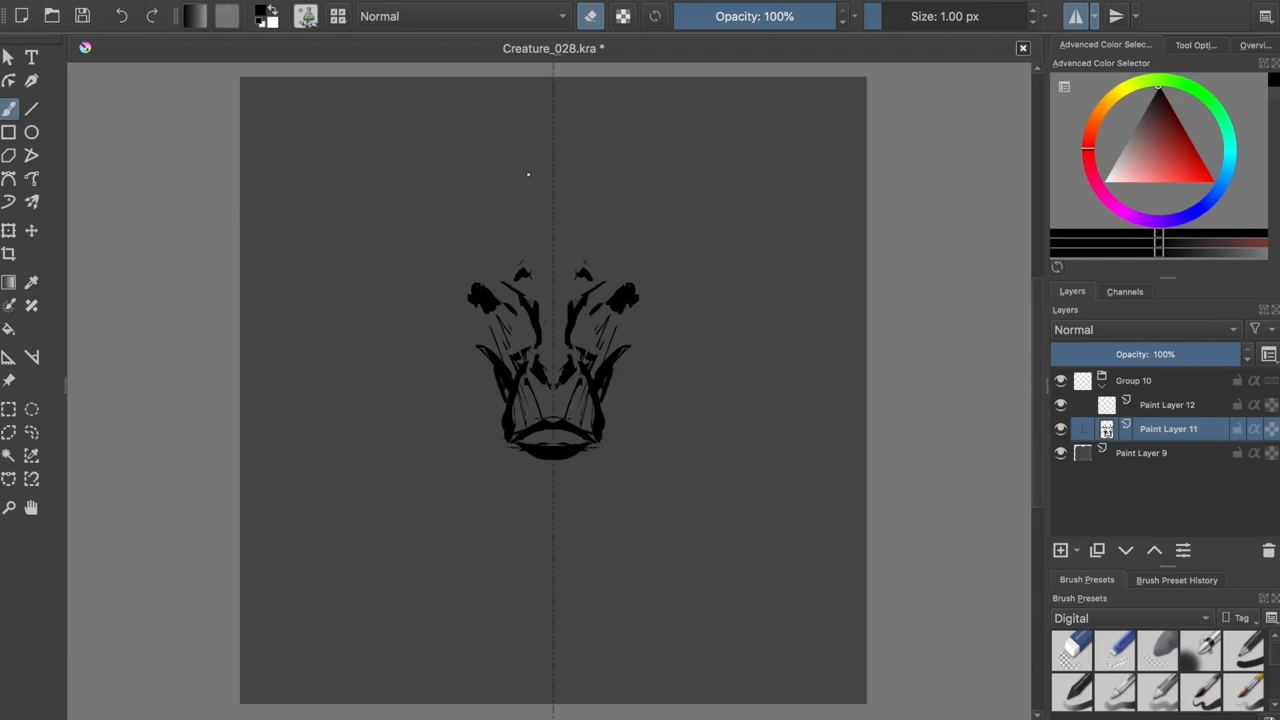 Normal
Opacity: 100%
Size: 1.00 px
Creature_028.kra *
Advanced Color Selec...
Tool Opti...
Overvi...
Advanced Color Selector
Layers
Channels
Layers
Normal
Opacity: 100%
Group 10
Paint Layer 12
Paint Layer 11
Paint Layer 9
Brush Presets
Brush Preset History
Brush Presets
Digital
Tag